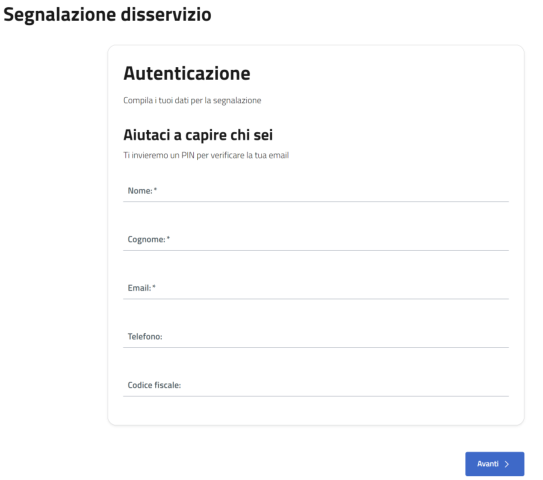 Segnalazione disservizio
Autenticazione
Compila i tuoi dati per la segnalazione
Aiutaci a capire chi sei
Ti invieremo un PIN per verificare la tua email
Nome: *
Cognome: *
Email: *
Telefono:
Codice fiscale:
Avanti